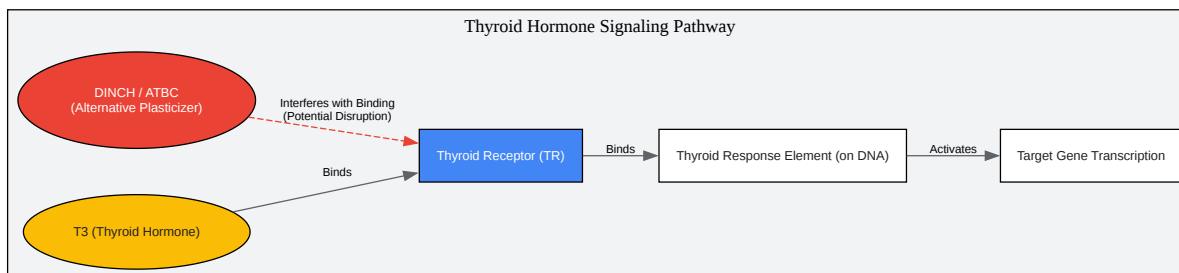 Thyroid Hormone Signaling Pathway
DINCH / ATBC
(Alternative Plasticizer)
Interferes with Binding
(Potential Disruption)
Thyroid Receptor (TR)
Binds
Thyroid Response Element (on DNA)
Activates
Target Gene Transcription
Binds
T3 (Thyroid Hormone)